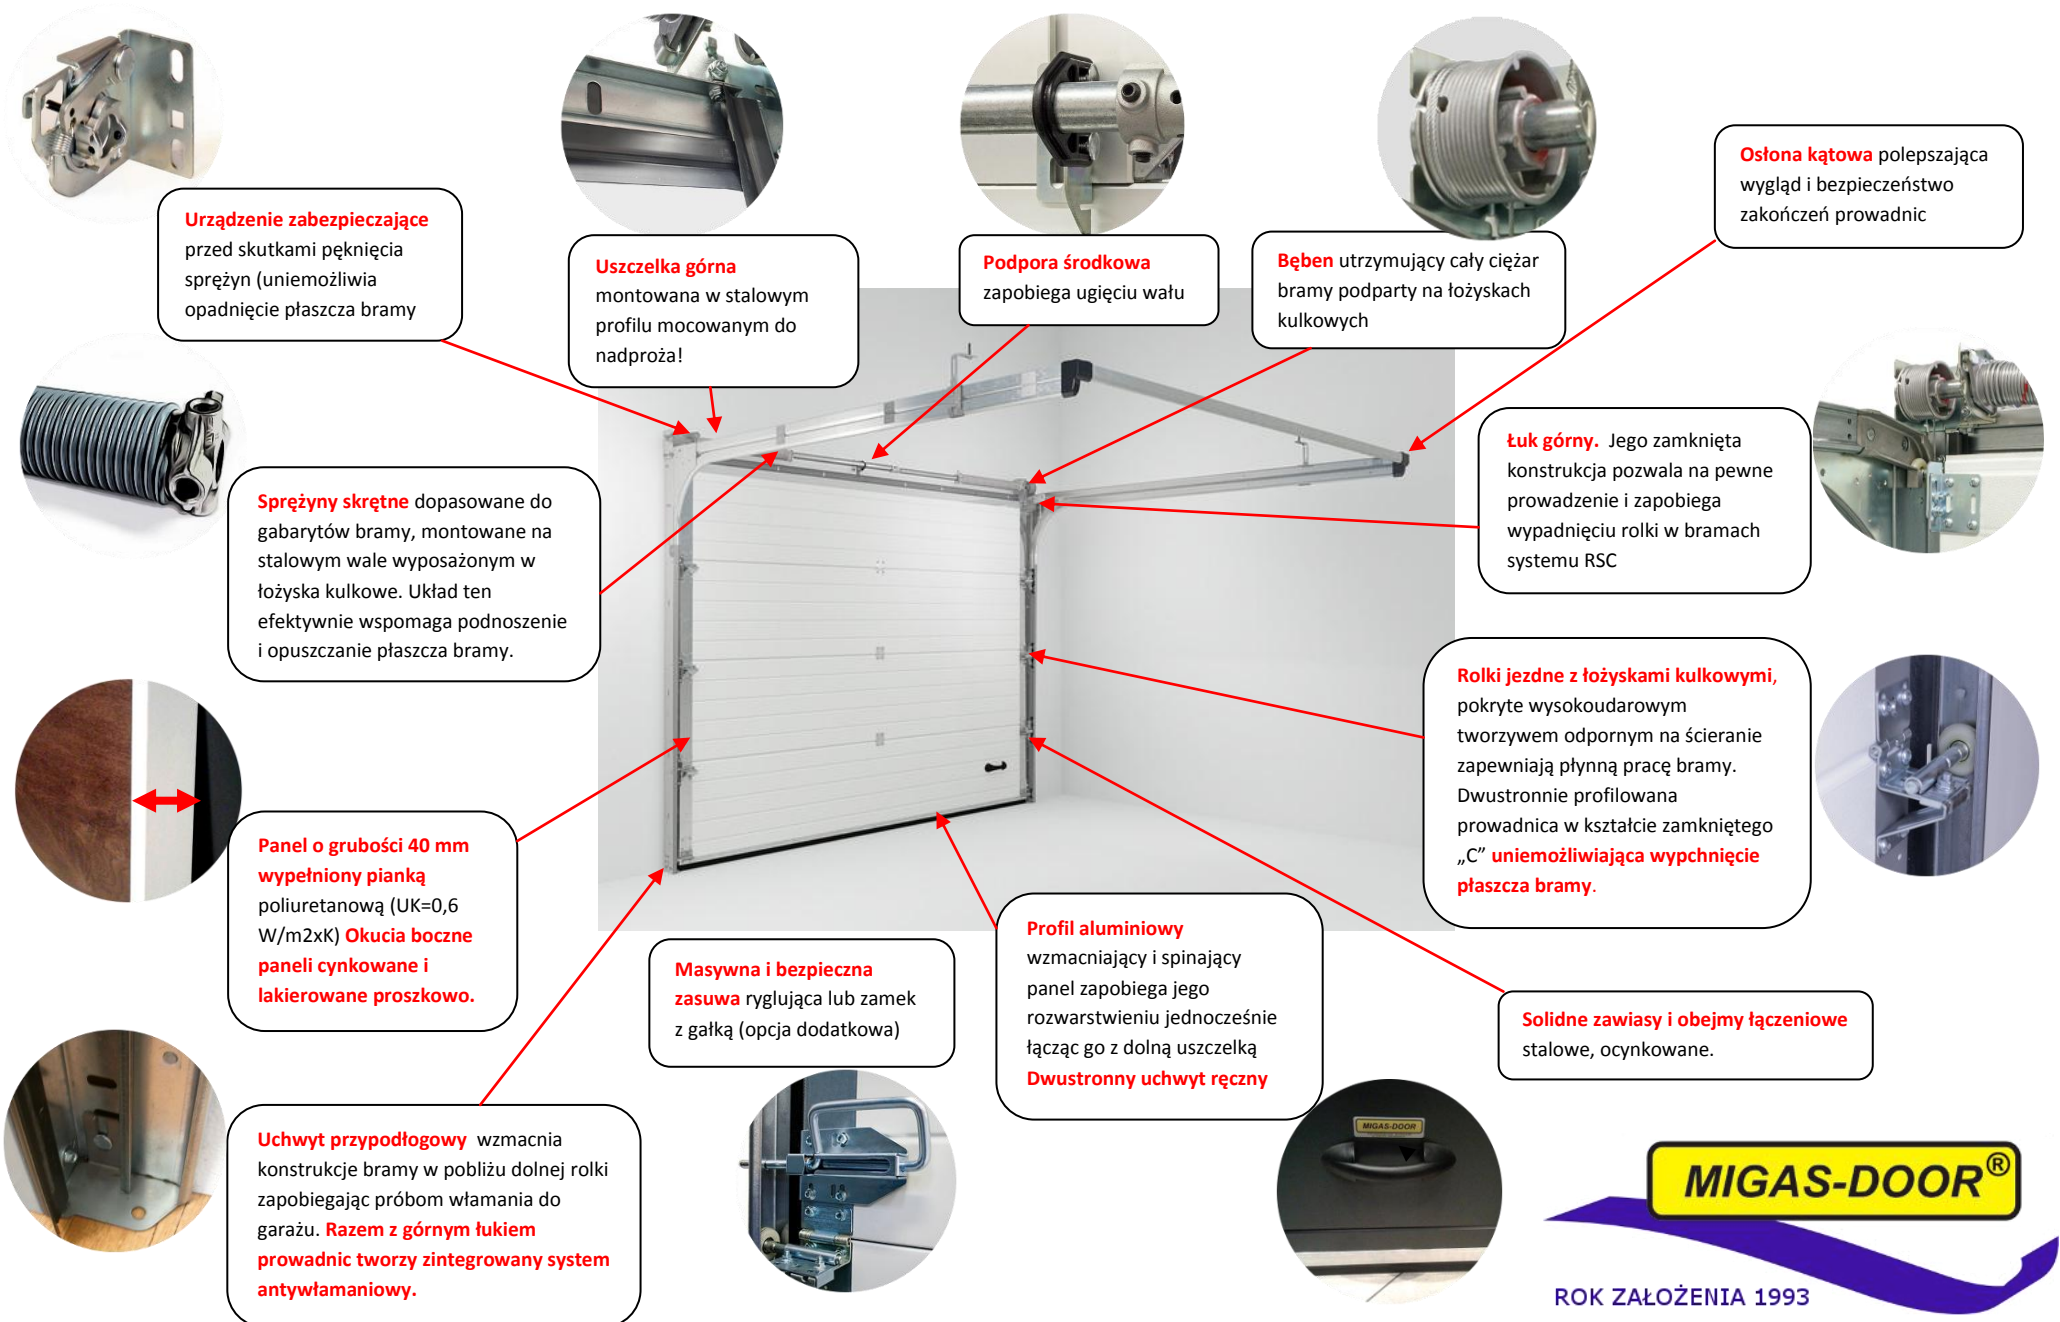 Osłona kątowa polepszająca
wygląd i bezpieczeństwo
zakończeń prowadnic
Urządzenie zabezpieczające
przed skutkami pęknięcia
sprężyn (uniemożliwia
opadnięcie płaszcza bramy
Uszczelka górna
montowana w stalowym
profilu mocowanym do
nadproża!
Podpora środkowa
zapobiega ugięciu wału
Bęben utrzymujący cały ciężar
bramy podparty na łożyskach
kulkowych
Łuk górny. Jego zamknięta
konstrukcja pozwala na pewne
prowadzenie i zapobiega
wypadnięciu rolki w bramach
systemu RSC
Sprężyny skrętne dopasowane do
gabarytów bramy, montowane na
stalowym wale wyposażonym w
łożyska kulkowe. Układ ten
efektywnie wspomaga podnoszenie
i opuszczanie płaszcza bramy.
Rolki jezdne z łożyskami kulkowymi,
pokryte wysokoudarowym
tworzywem odpornym na ścieranie
zapewniają płynną pracę bramy.
Dwustronnie profilowana
prowadnica w kształcie zamkniętego
„C” uniemożliwiająca wypchnięcie
płaszcza bramy.
Panel o grubości 40 mm
wypełniony pianką
poliuretanową (UK=0,6
W/m2xK) Okucia boczne
paneli cynkowane i
lakierowane proszkowo.
Masywna i bezpieczna
zasuwa ryglująca lub zamek
z gałką (opcja dodatkowa)
Profil aluminiowy
wzmacniający i spinający
panel zapobiega jego
rozwarstwieniu jednocześnie
łącząc go z dolną uszczelką
Dwustronny uchwyt ręczny
Solidne zawiasy i obejmy łączeniowe
stalowe, ocynkowane.
Uchwyt przypodłogowy wzmacnia
konstrukcje bramy w pobliżu dolnej rolki
zapobiegając próbom włamania do
garażu. Razem z górnym łukiem
prowadnic tworzy zintegrowany system
antywłamaniowy.
MIGAS-DOOR
MIGAS-DOOR®
ROK ZAŁOŻENIA 1993